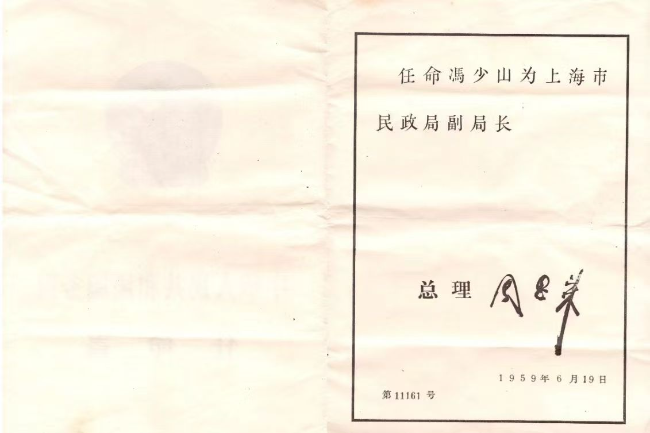 任命馮少山为上海市
民政局副局长
总理 周恩来
1959年6月19日
第11161号